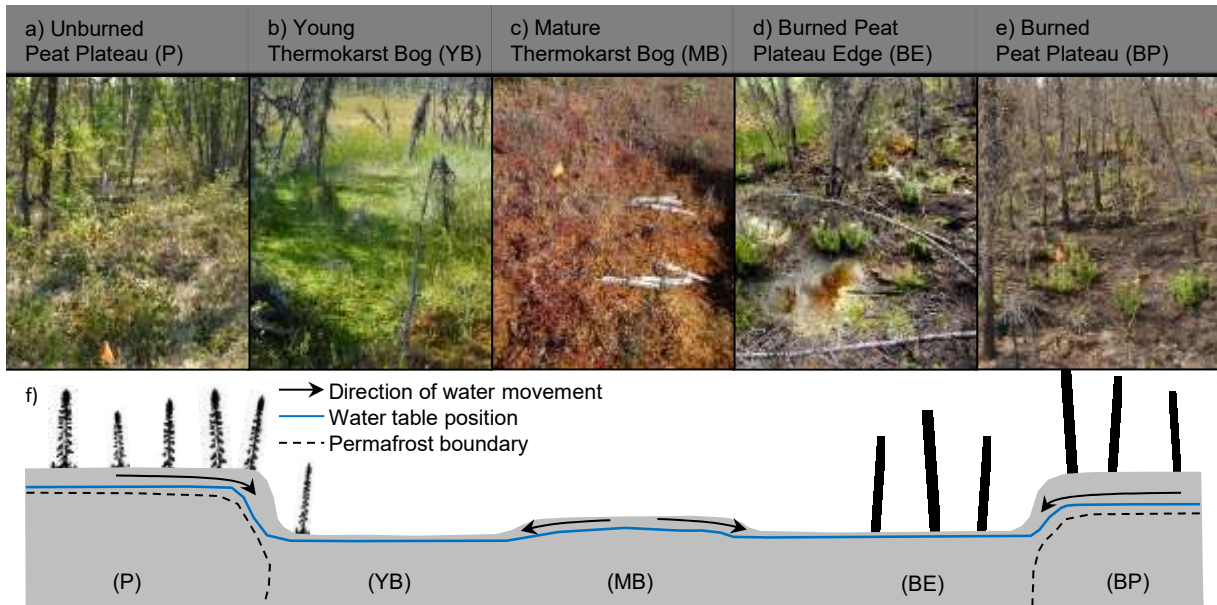 a) Unburned
Peat Plateau (P)
b) Young
Thermokarst Bog (YB)
c) Mature
Thermokarst Bog (MB)
d) Burned Peat
Plateau Edge (BE)
e) Burned
Peat Plateau (BP)
f)
Direction of water movement
Water table position
Permafrost boundary
(P)
(YB)
(MB)
(BE)
(BP)